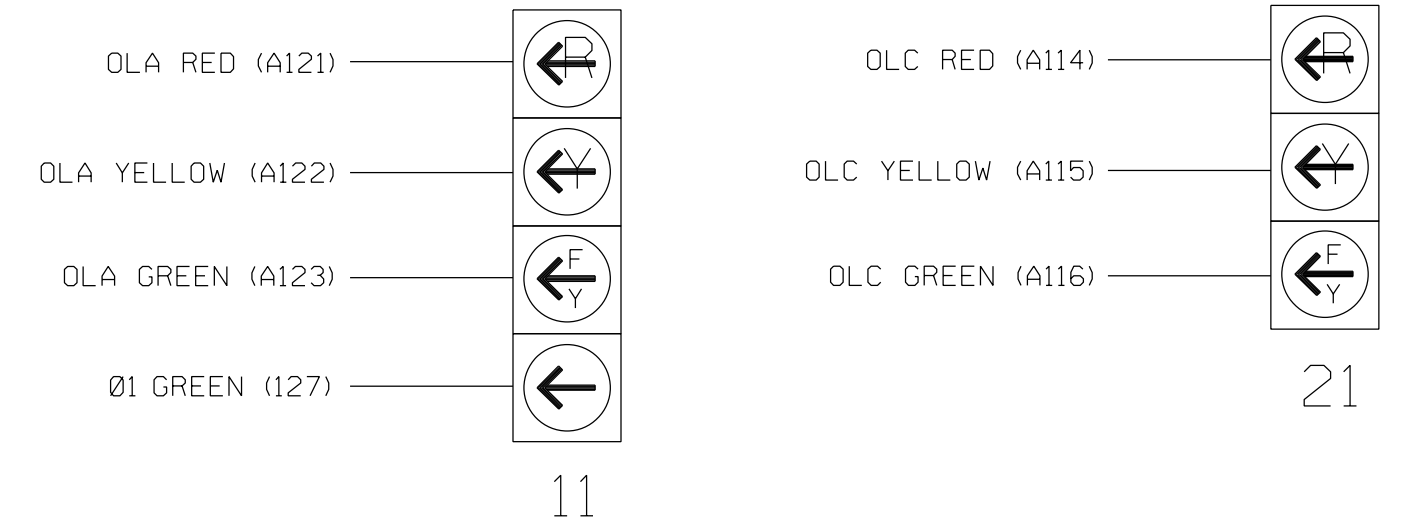 OLA RED (A121)
R
OLA YELLOW (A122)
Y
OLA GREEN (A123)
F
Y
Ø1 GREEN (127)
11
OLC RED (A114)
R
OLC YELLOW (A115)
Y
OLC GREEN (A116)
F
Y
21